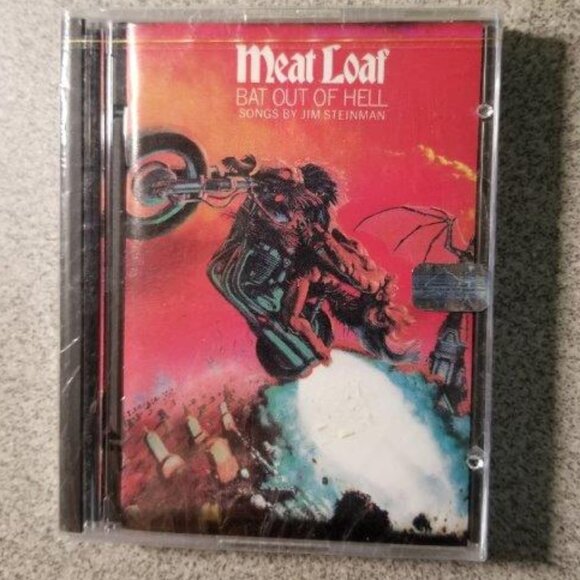 Meat Loaf
BAT OUT OF HELL
SONGS BY JIM STEINMAN